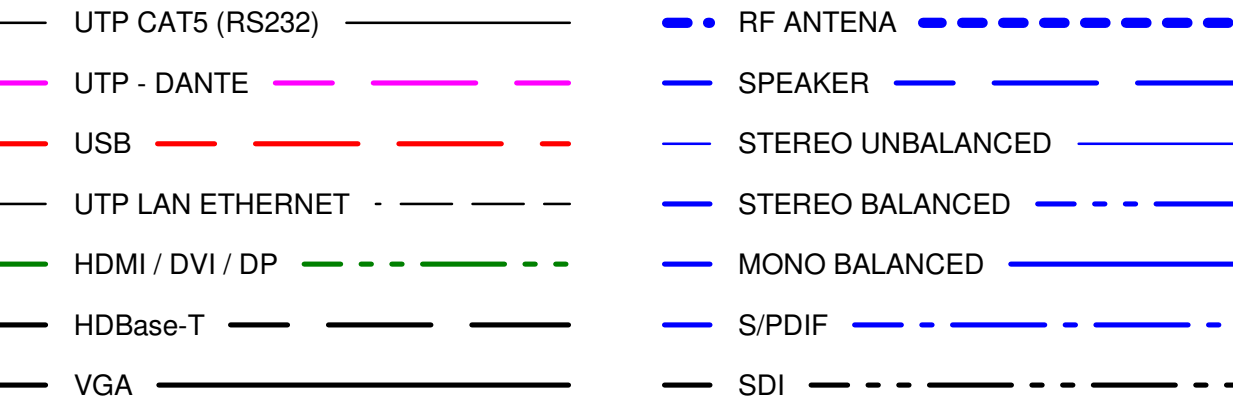 UTP CAT5 (RS232)
UTP - DANTE
USB
UTP LAN ETHERNET
HDMI / DVI / DP
HDBase-T
VGA
RF ANTENA
SPEAKER
STEREO UNBALANCED
STEREO BALANCED
MONO BALANCED
S/PDIF
SDI